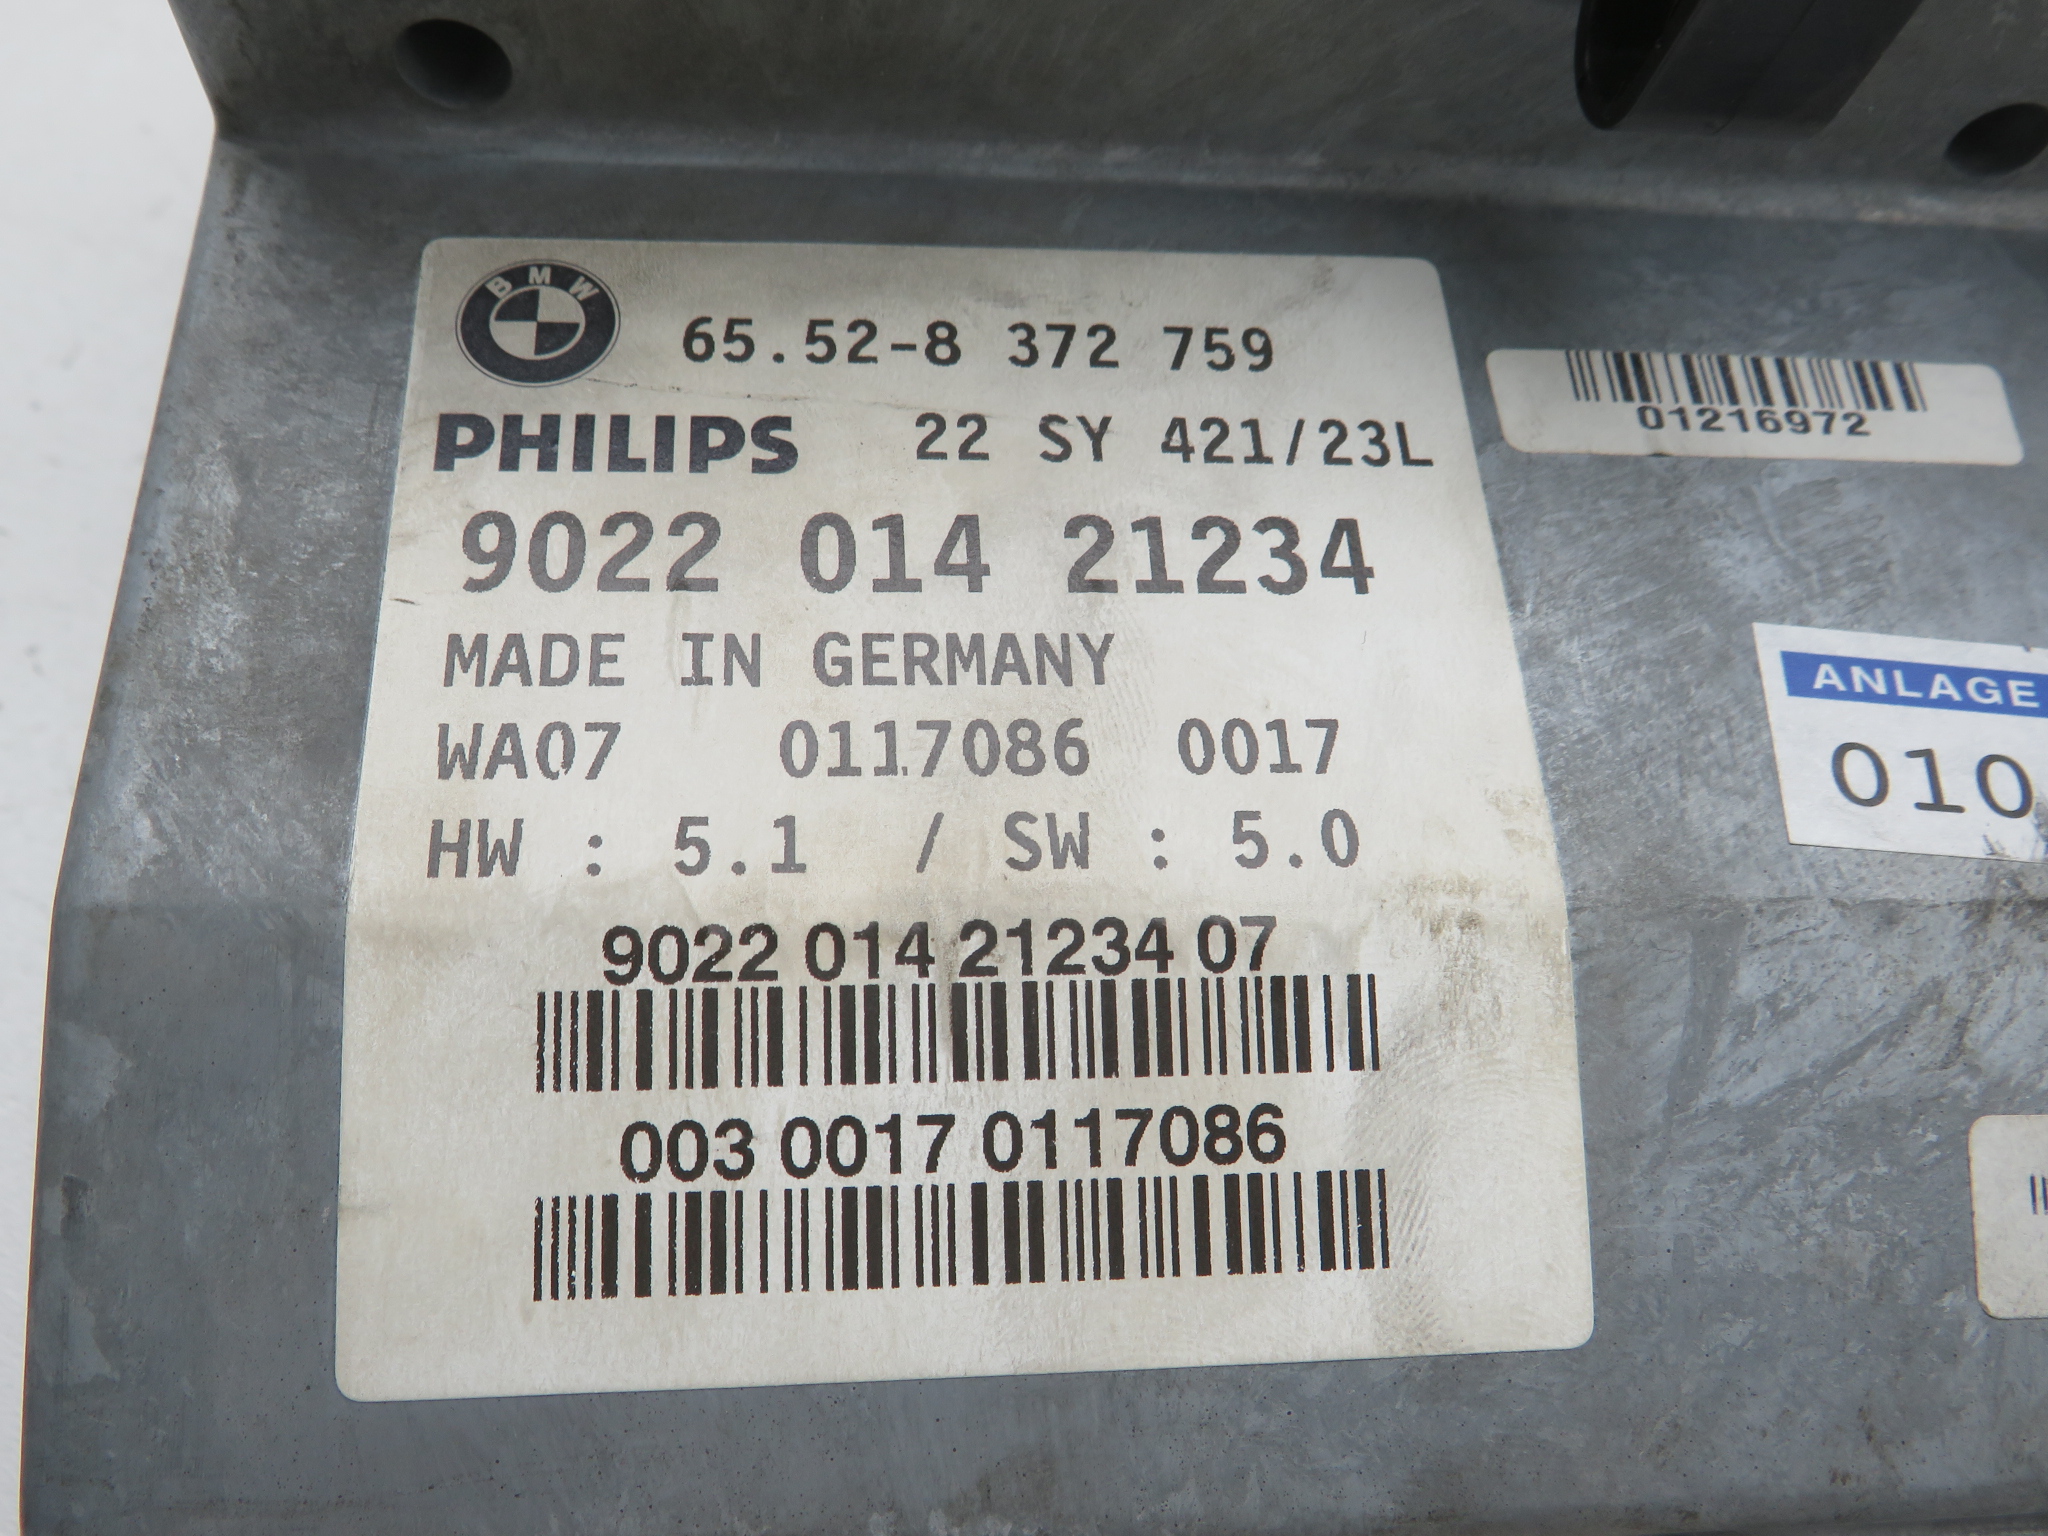 BMW
65.52-8 372 759
PHILIPS 22 SY 421/23L
9022 014 21234
MADE IN GERMANY
WA07 0117086 0017
HW : 5.1 / SW : 5.0
9022 014 21234 07
003 0017 0117086
01216972
ANLAGE
010